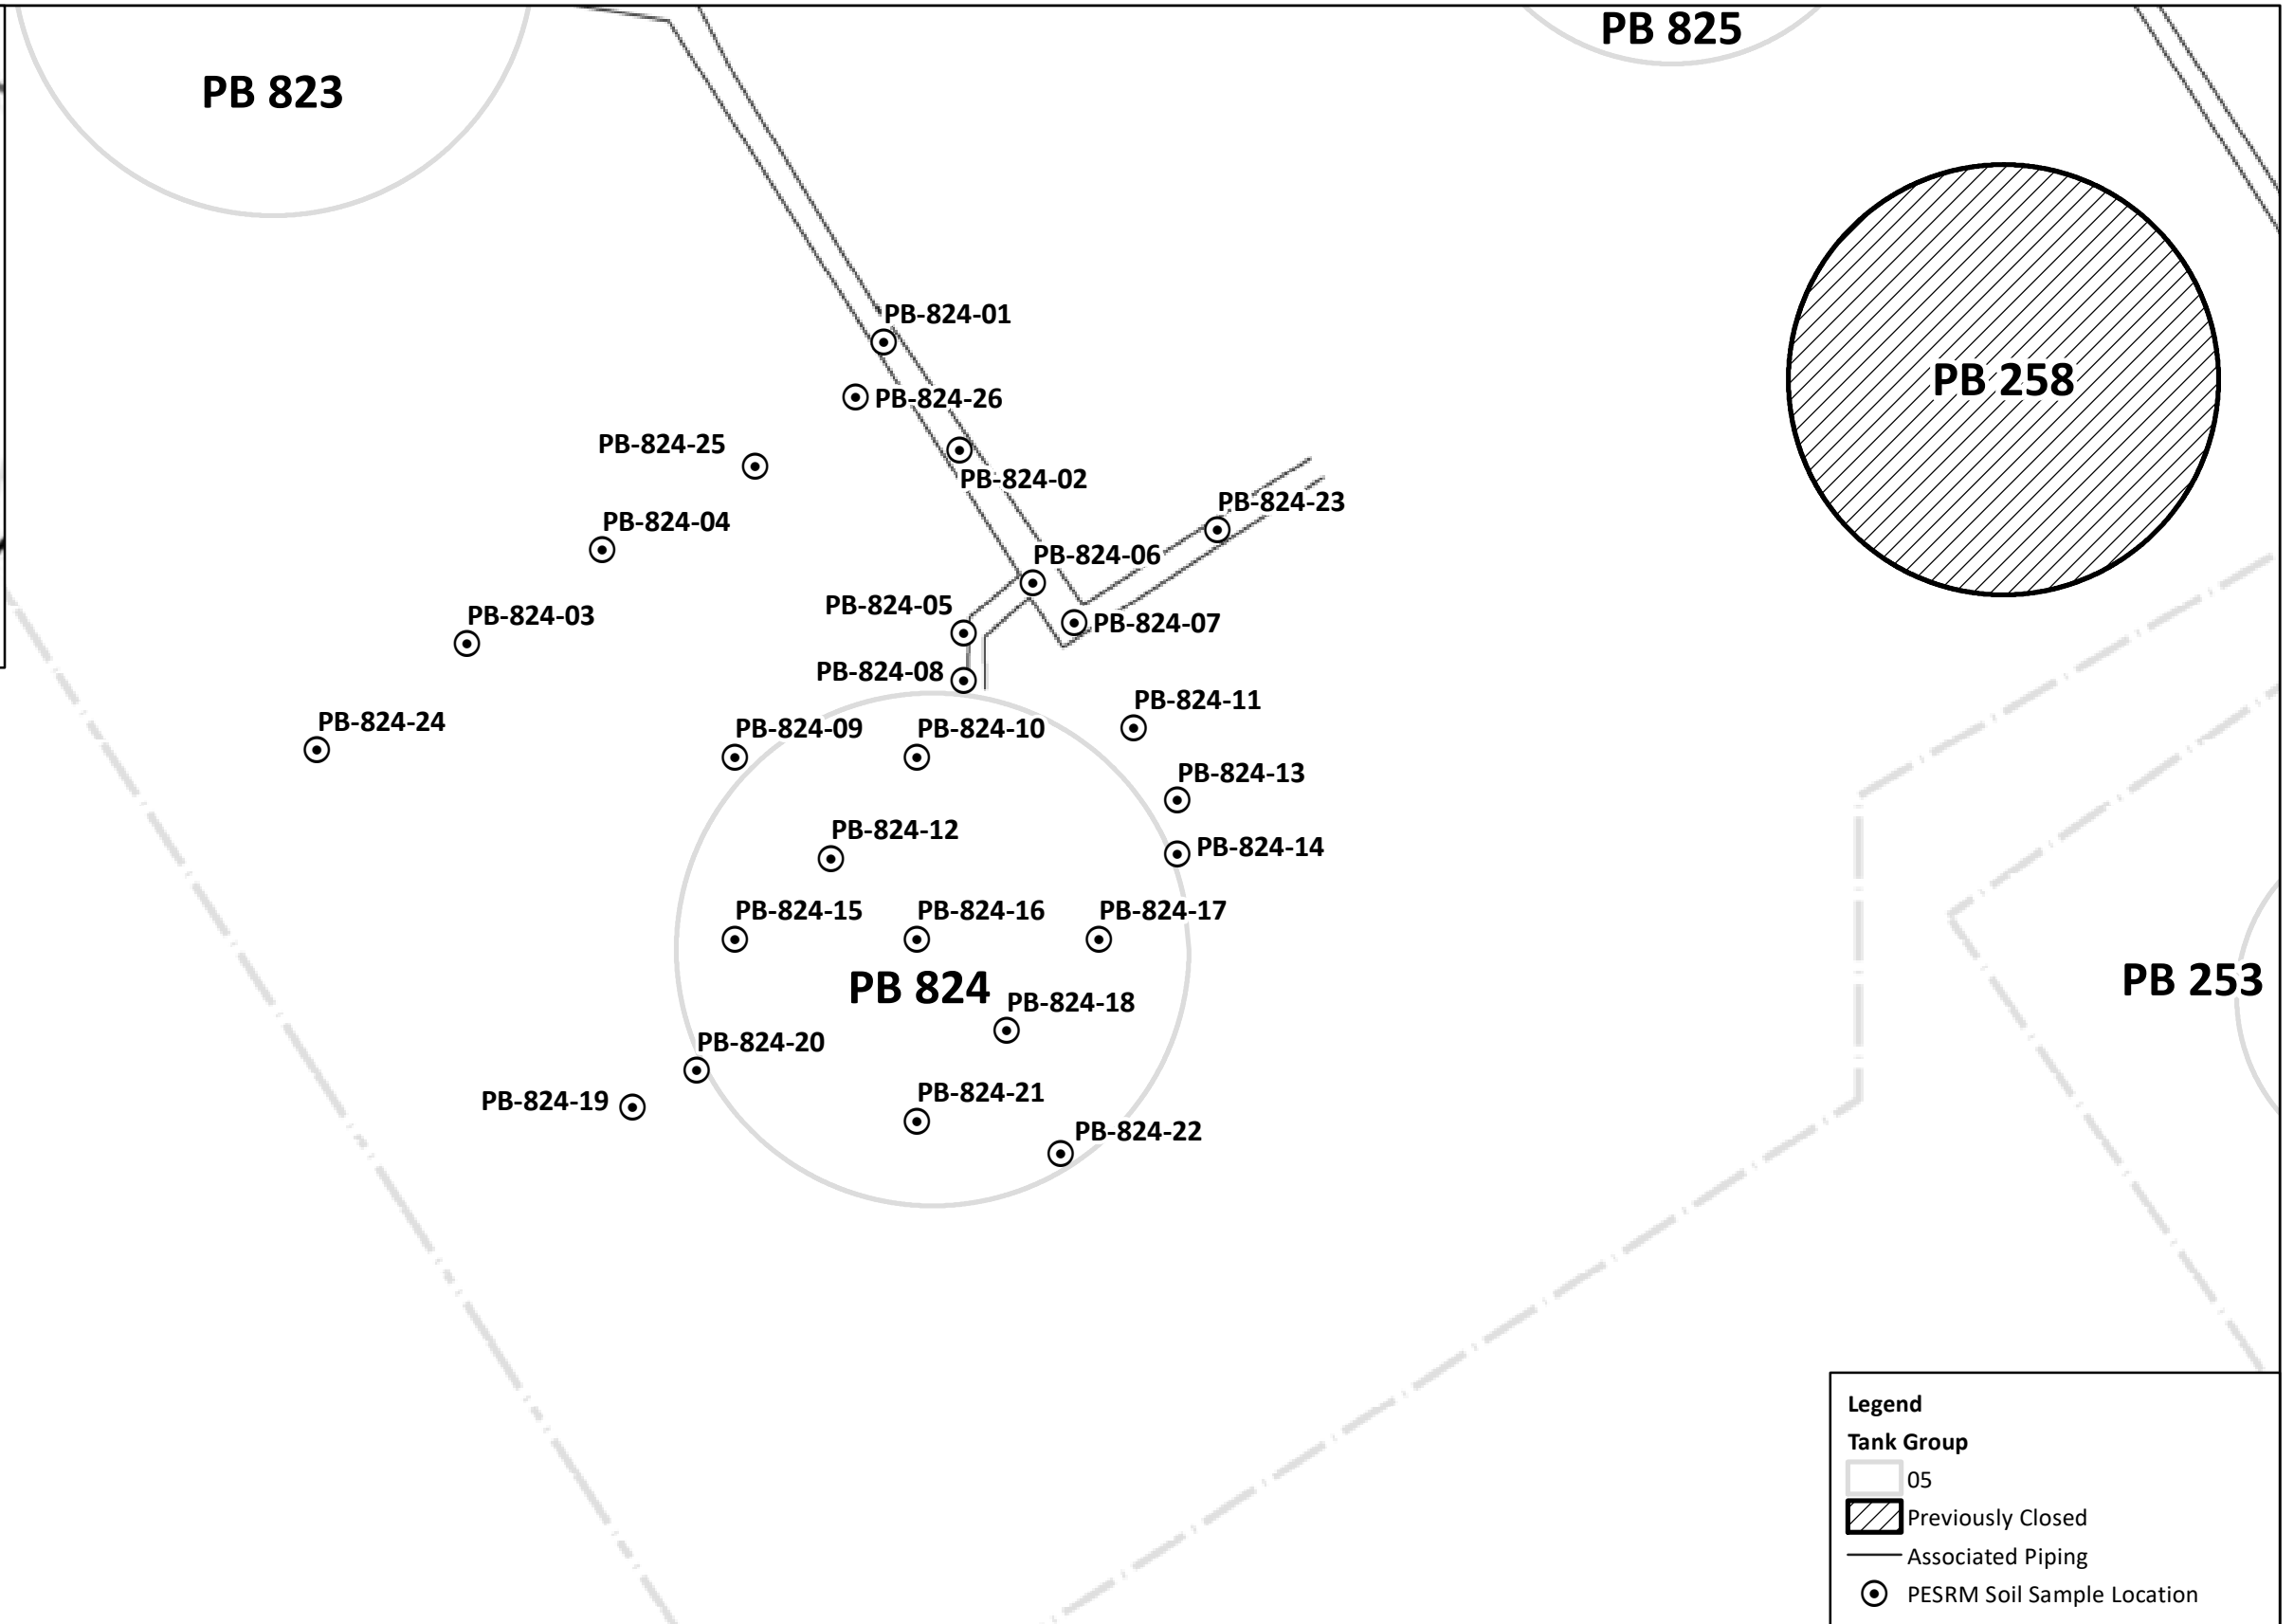 PB 825
PB 823
PB-824-01
PB 258
PB-824-26
PB-824-25
PB-824-02
PB-824-23
PB-824-04
PB-824-06
PB-824-05
PB-824-03
PB-824-07
PB-824-08
PB-824-11
PB-824-24
PB-824-09
PB-824-10
PB-824-13
PB-824-12
PB-824-14
PB-824-15
PB-824-16
PB-824-17
PB 253
PB 824
PB-824-18
PB-824-20
PB-824-21
PB-824-19
PB-824-22
Legend
Tank Group
05
Previously Closed
Associated Piping
PESRM Soil Sample Location